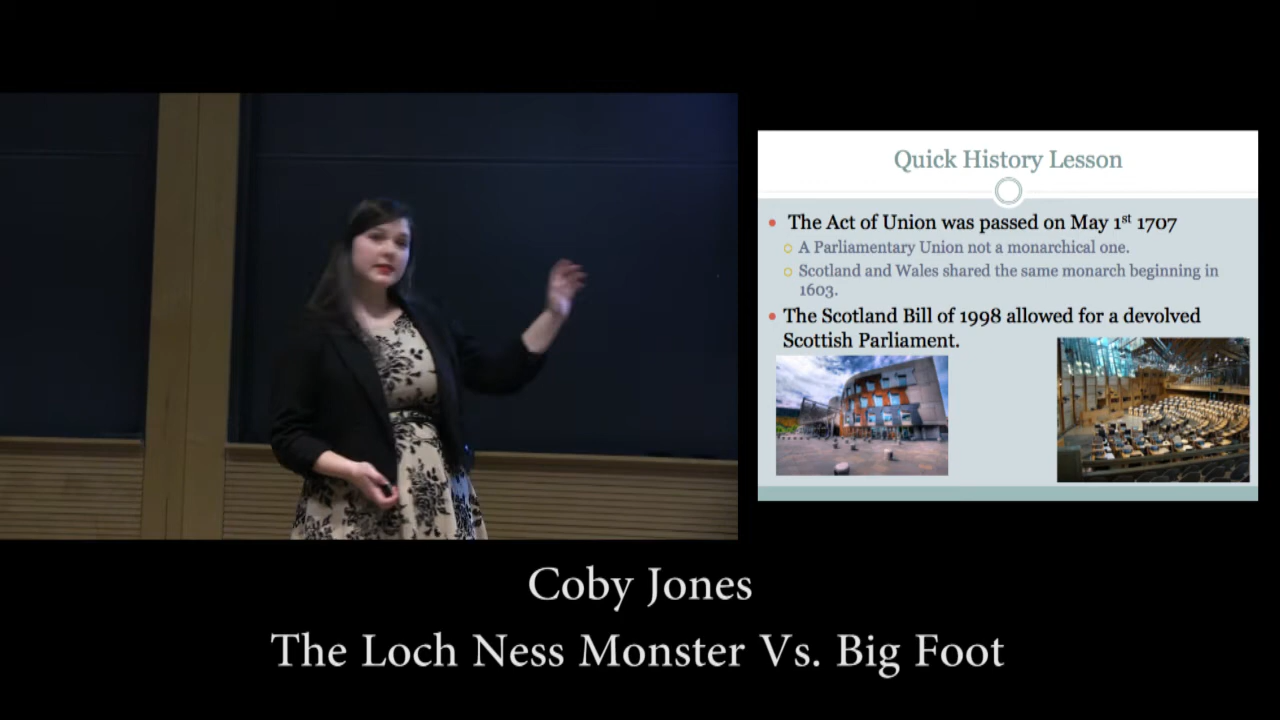 Quick History Lesson
The Act of Union was passed on May 1st 1707
A Parliamentary Union not a monarchical one.
Scotland and Wales shared the same monarch beginning in
1603.
The Scotland Bill of 1998 allowed for a devolved
Scottish Parliament.
Coby Jones
The Loch Ness Monster Vs. Big Foot